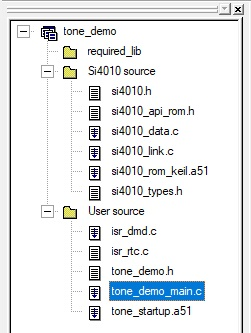 tone_demo
required_lib
Si4010 source
si4010.h
si4010_api_rom.h
si4010_data.c
si4010_link.c
si4010_rom_keil.a51
si4010_types.h
User source
isr_dmd.c
isr_rtc.c
tone_demo.h
tone_demo_main.c
tone_startup.a51